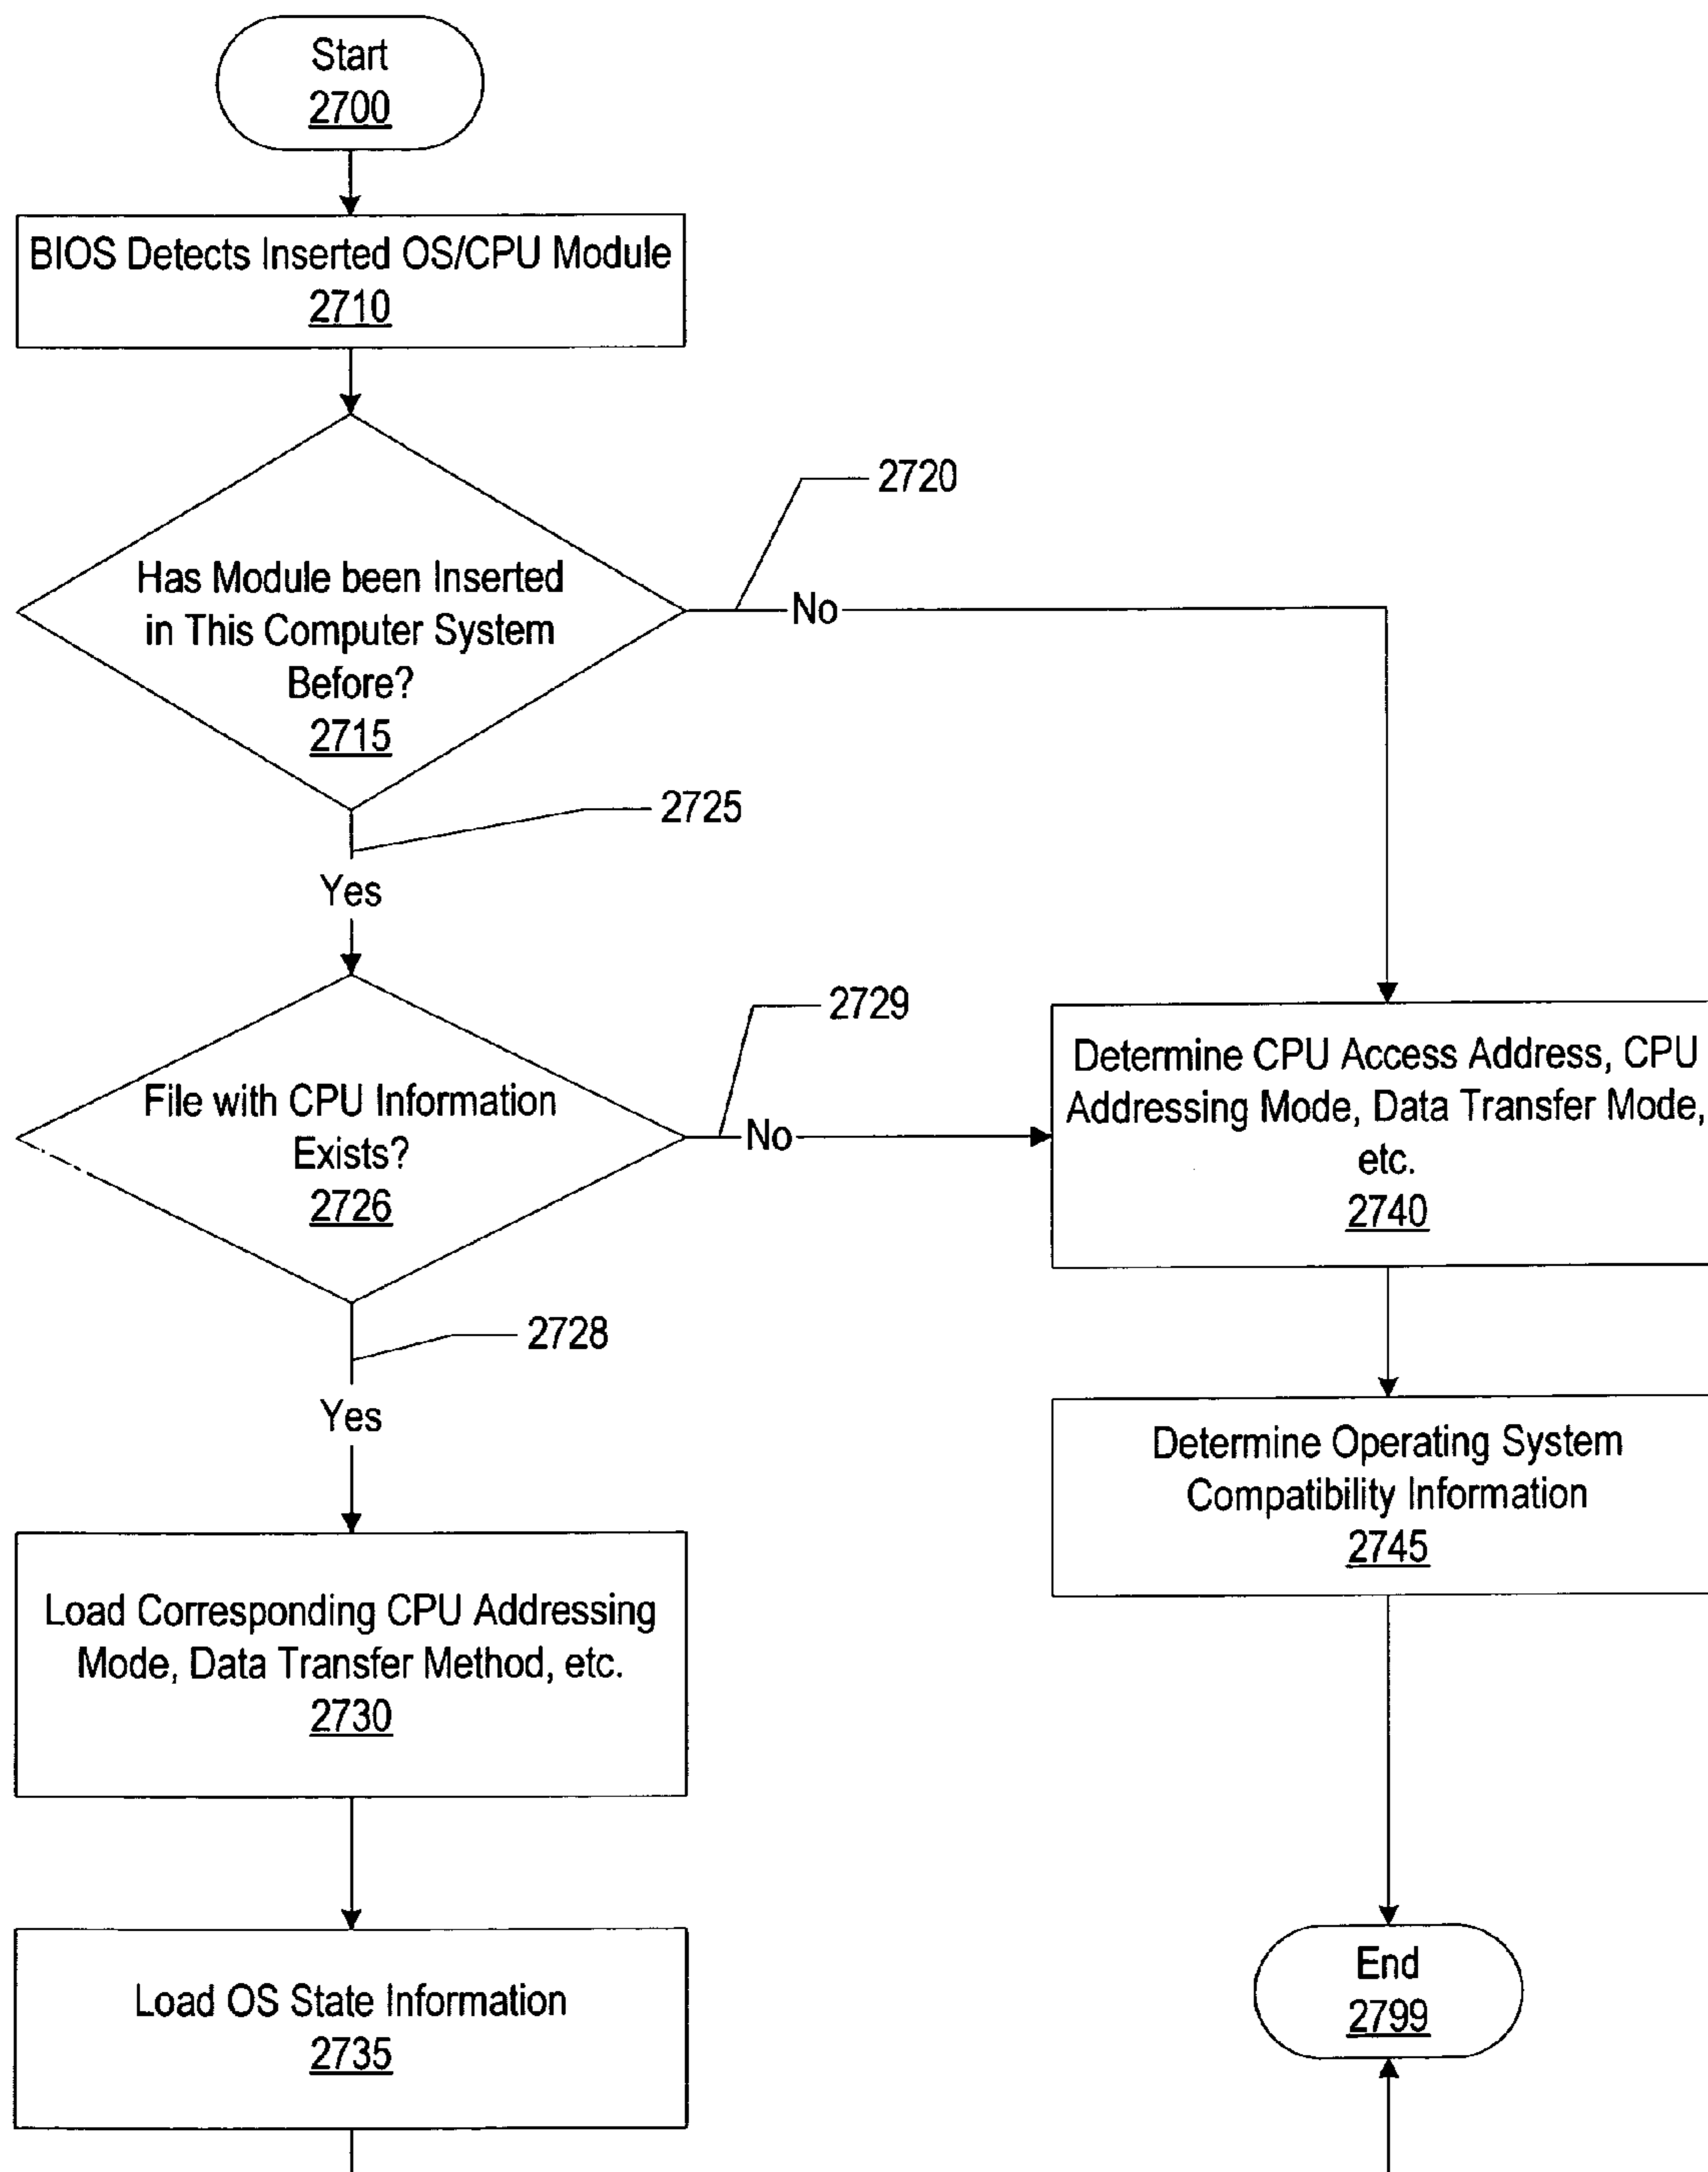 Start
2700
BIOS Detects Inserted OS/CPU Module
2710
2720
Has Module been Inserted
in This Computer System
Before?
2715
No
2725
Yes
2729
File with CPU Information
Exists?
2726
No
Determine CPU Access Address, CPU
Addressing Mode, Data Transfer Mode,
etc.
2740
2728
Yes
Determine Operating System
Compatibility Information
2745
Load Corresponding CPU Addressing
Mode, Data Transfer Method, etc.
2730
Load OS State Information
2735
End
2799